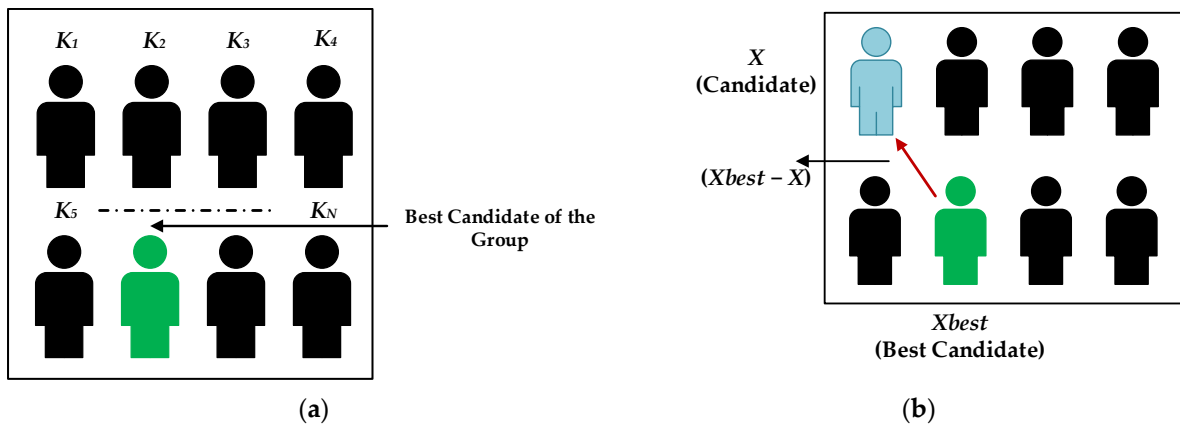 K1 K2 K3 K4
K5 KN
Best Candidate of the
Group
(a)
X
(Candidate)
(Xbest – X)
Xbest
(Best Candidate)
(b)